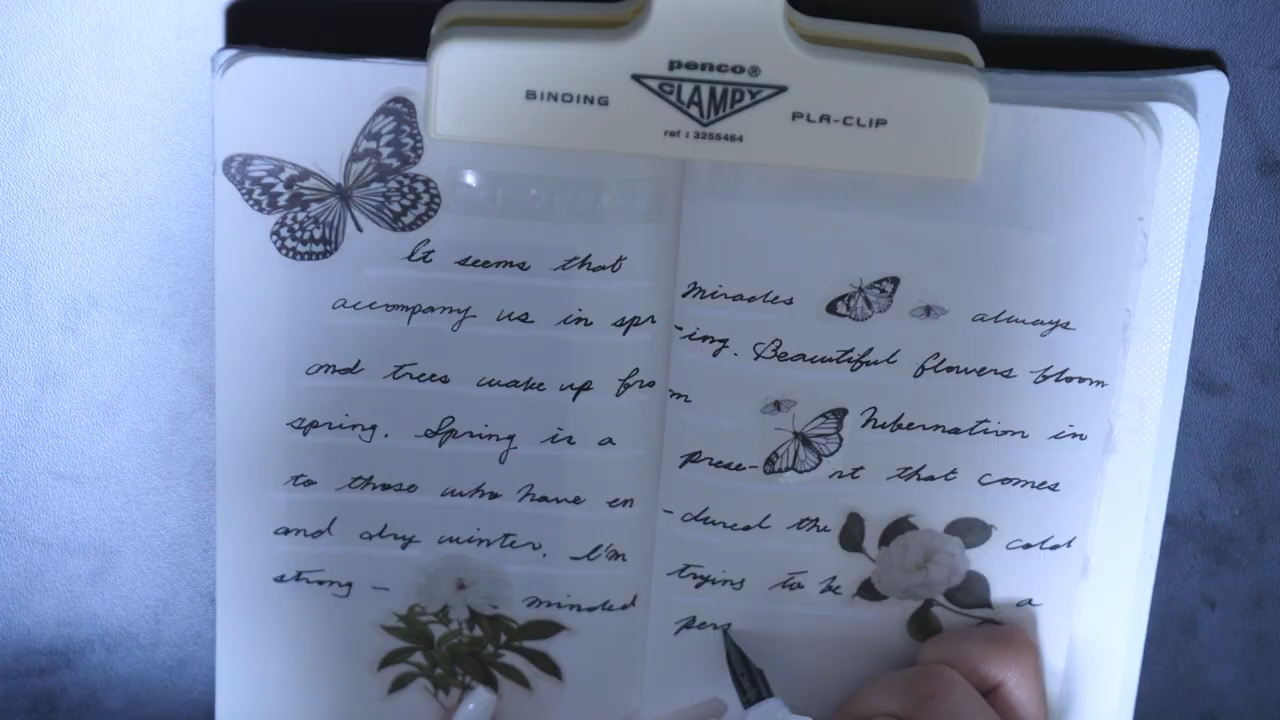 penco®
BINDING CLAMPY PLA-CLIP
ref : 3255464
It seems that miracles always
accompany us in spr-ing. Beautiful flowers bloom
and trees wake up from hibernation in
spring. Spring is a prese-nt that comes
to those who have en-dured the cold
and dry winter. I'm trying to be a
strong-minded pers